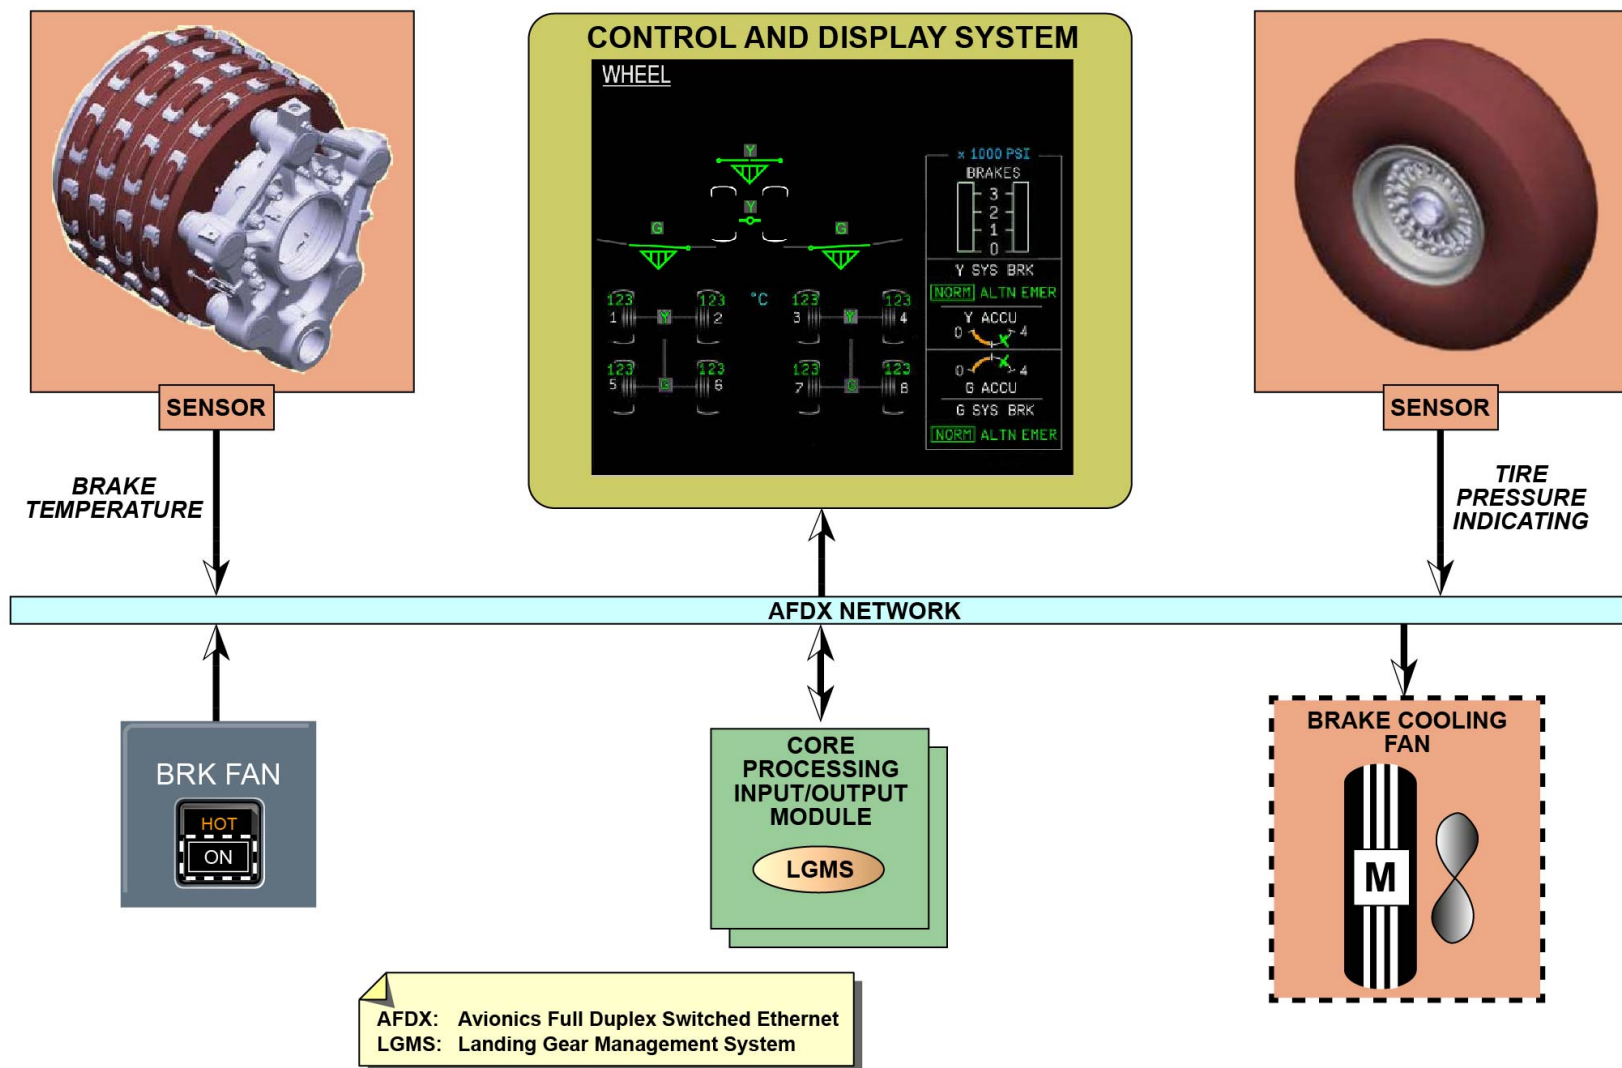 CONTROL AND DISPLAY SYSTEM
WHEEL
Y
Y
G
G
x 1000 PSI
BRAKES
3
2
1
0
Y SYS BRK
NORM ALTN EMER
Y ACCU
0 4
0 4
G ACCU
G SYS BRK
NORM ALTN EMER
123 123 °C 123 123
1 Y 2 3 Y 4
123 123 123 123
5 G 6 7 G 8
SENSOR
SENSOR
BRAKE
TEMPERATURE
TIRE
PRESSURE
INDICATING
AFDX NETWORK
BRK FAN
HOT
ON
CORE
PROCESSING
INPUT/OUTPUT
MODULE
LGMS
BRAKE COOLING
FAN
M
AFDX: Avionics Full Duplex Switched Ethernet
LGMS: Landing Gear Management System